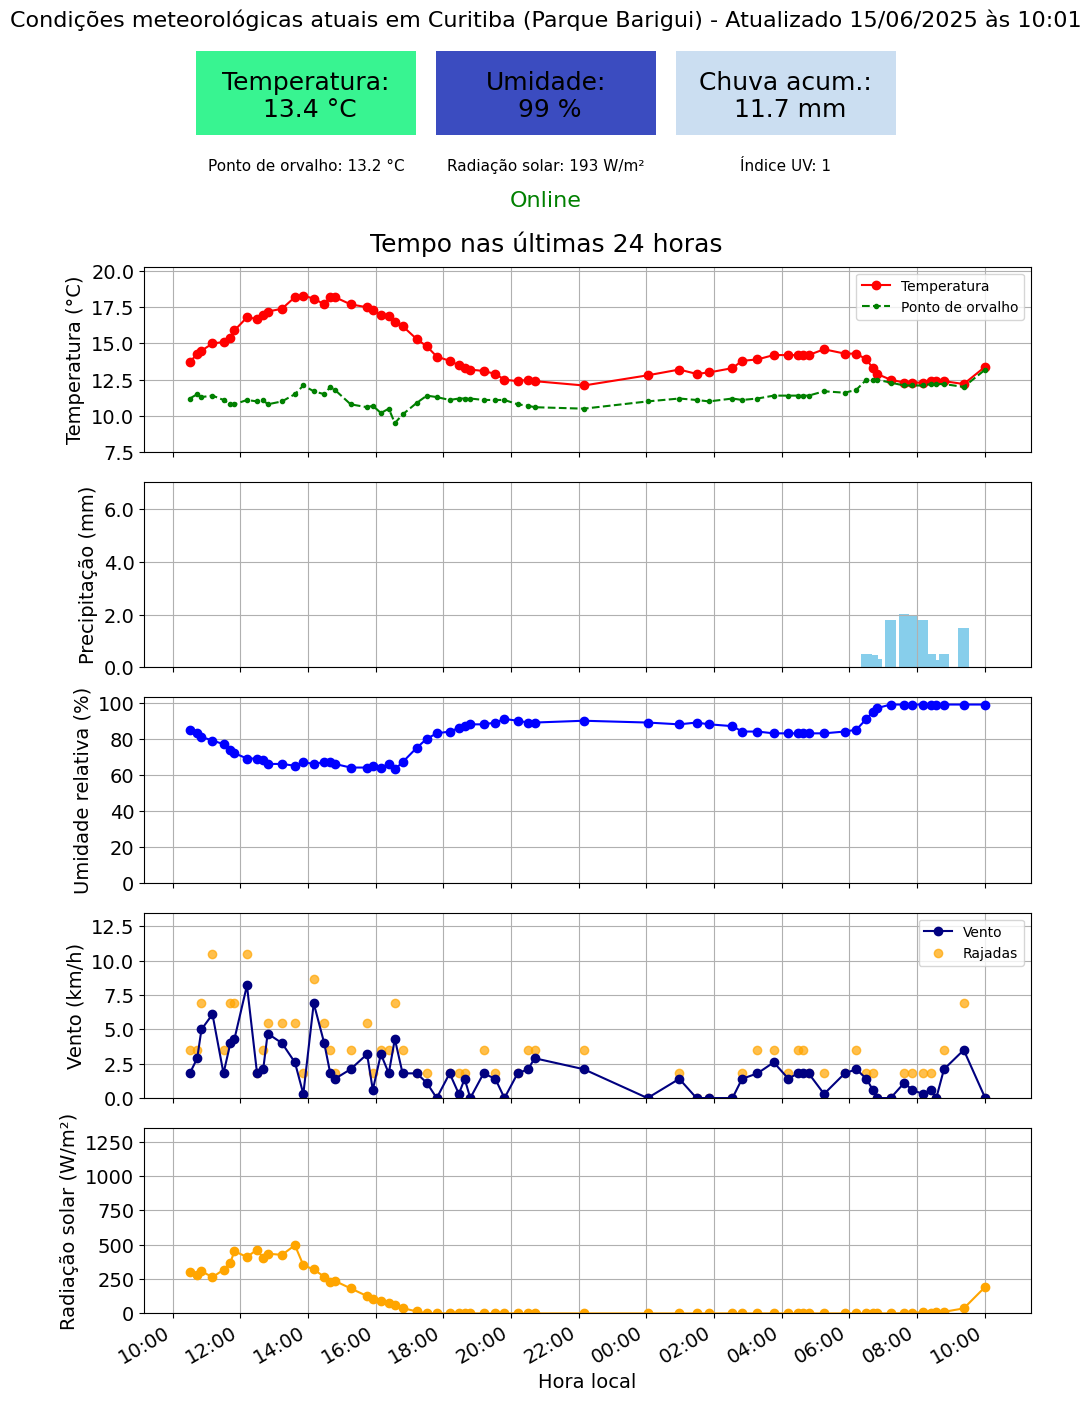 Condições meteorológicas atuais em Curitiba (Parque Barigui) - Atualizado 15/06/2025 às 10:01
Temperatura:
13.4 °C
Umidade:
99 %
Chuva acum.:
11.7 mm
Ponto de orvalho: 13.2 °C
Radiação solar: 193 W/m²
Índice UV: 1
Online
Tempo nas últimas 24 horas
Temperatura (°C)
20.0
17.5
15.0
12.5
10.0
7.5
Temperatura
Ponto de orvalho
Precipitação (mm)
6.0
4.0
2.0
0.0
Umidade relativa (%)
100
80
60
40
20
0
Vento (km/h)
12.5
10.0
7.5
5.0
2.5
0.0
Vento
Rajadas
Radiação solar (W/m²)
1250
1000
750
500
250
0
10:00
12:00
14:00
16:00
18:00
20:00
22:00
00:00
02:00
04:00
06:00
08:00
10:00
Hora local